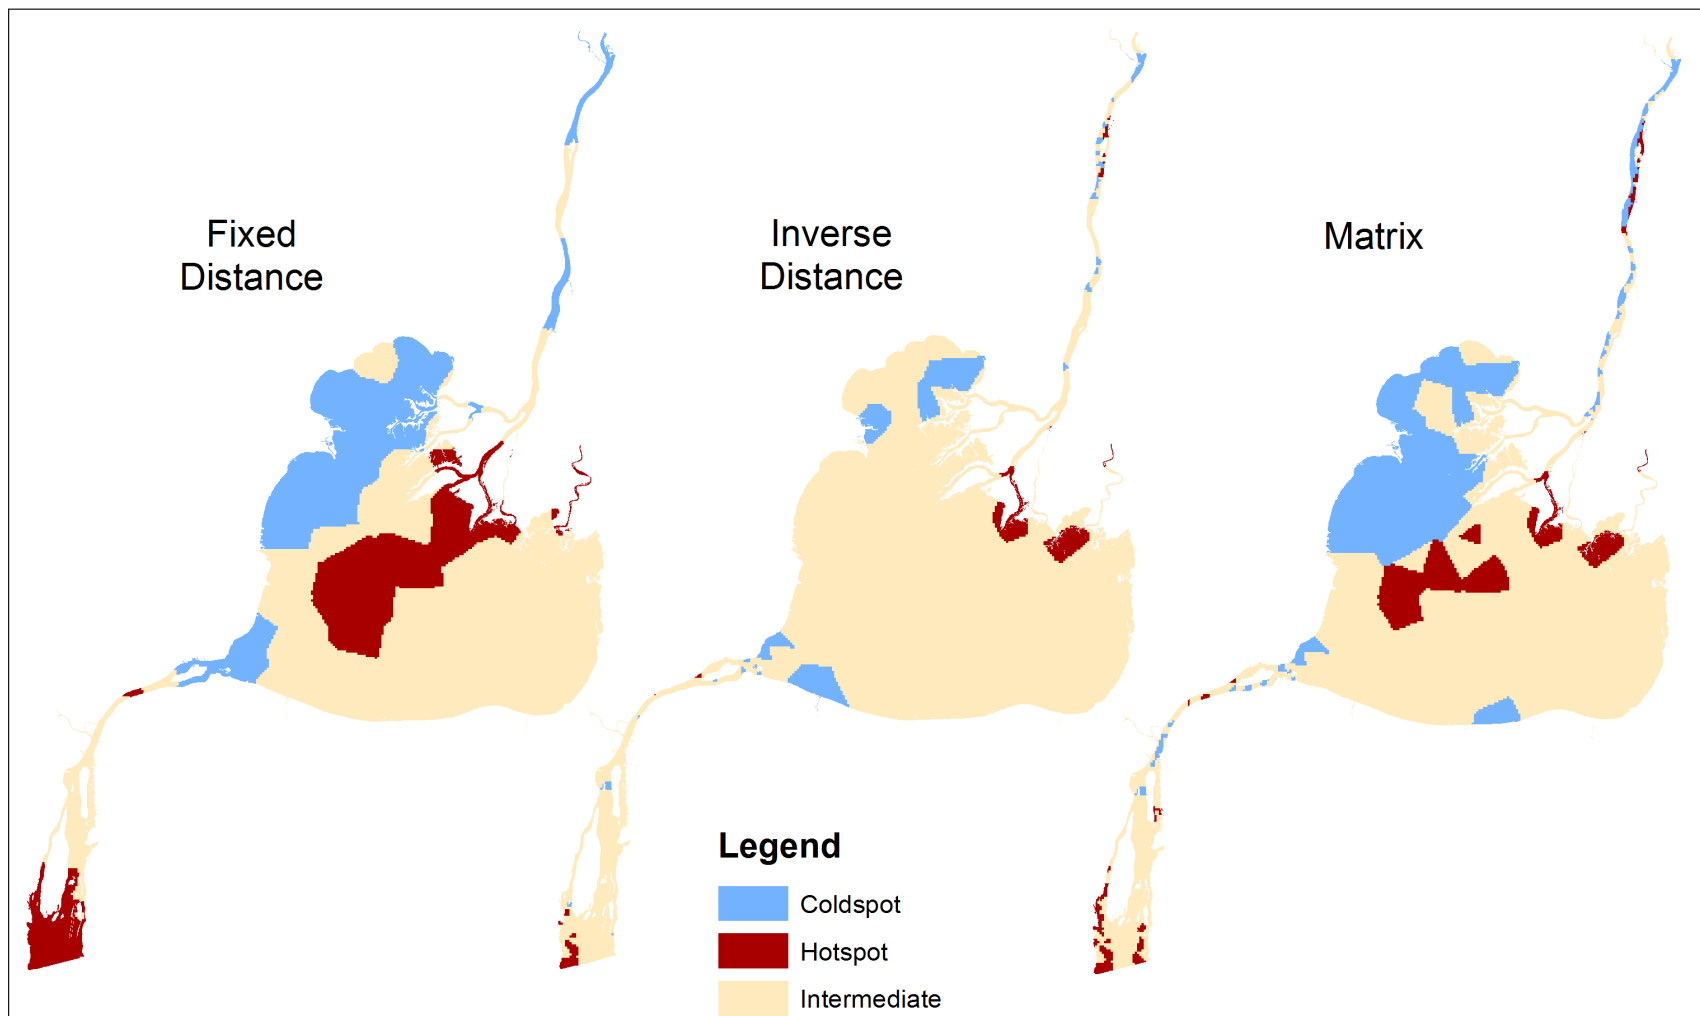 Fixed
Distance
Inverse
Distance
Matrix
Legend
Coldspot
Hotspot
Intermediate